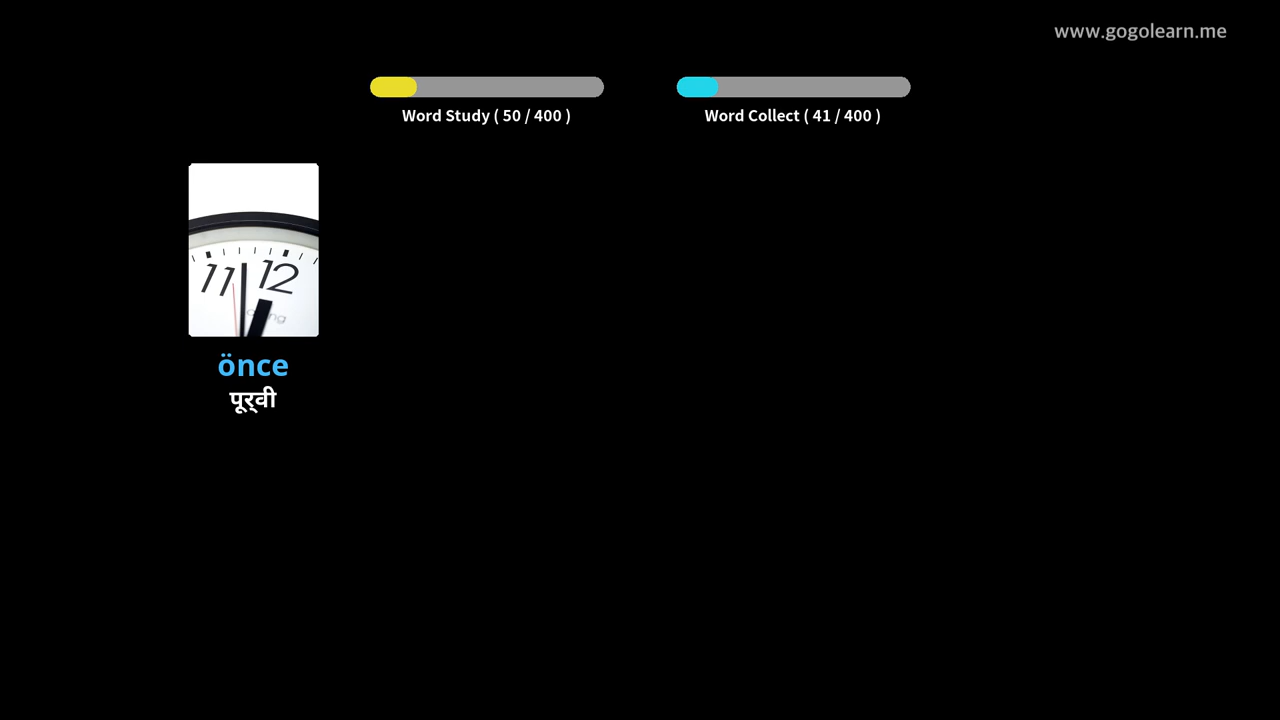 www.gogolearn.me
Word Study ( 50 / 400 )
Word Collect ( 41 / 400 )
11 12
önce
पूर्वी